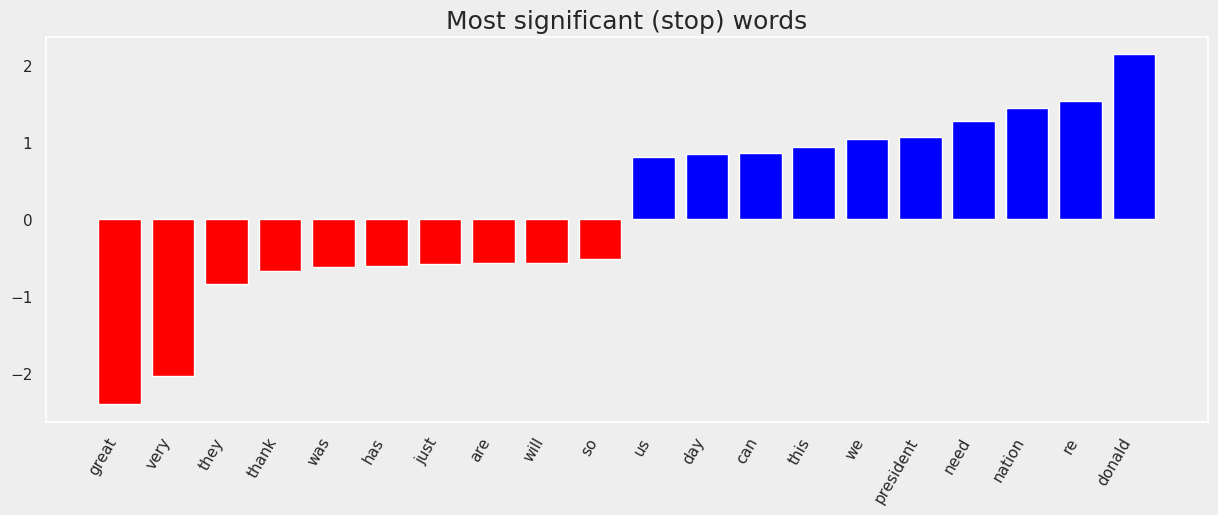 Most significant (stop) words
2
1
0
−1
−2
great very they thank was has just are will so us day can this we president need nation re donald